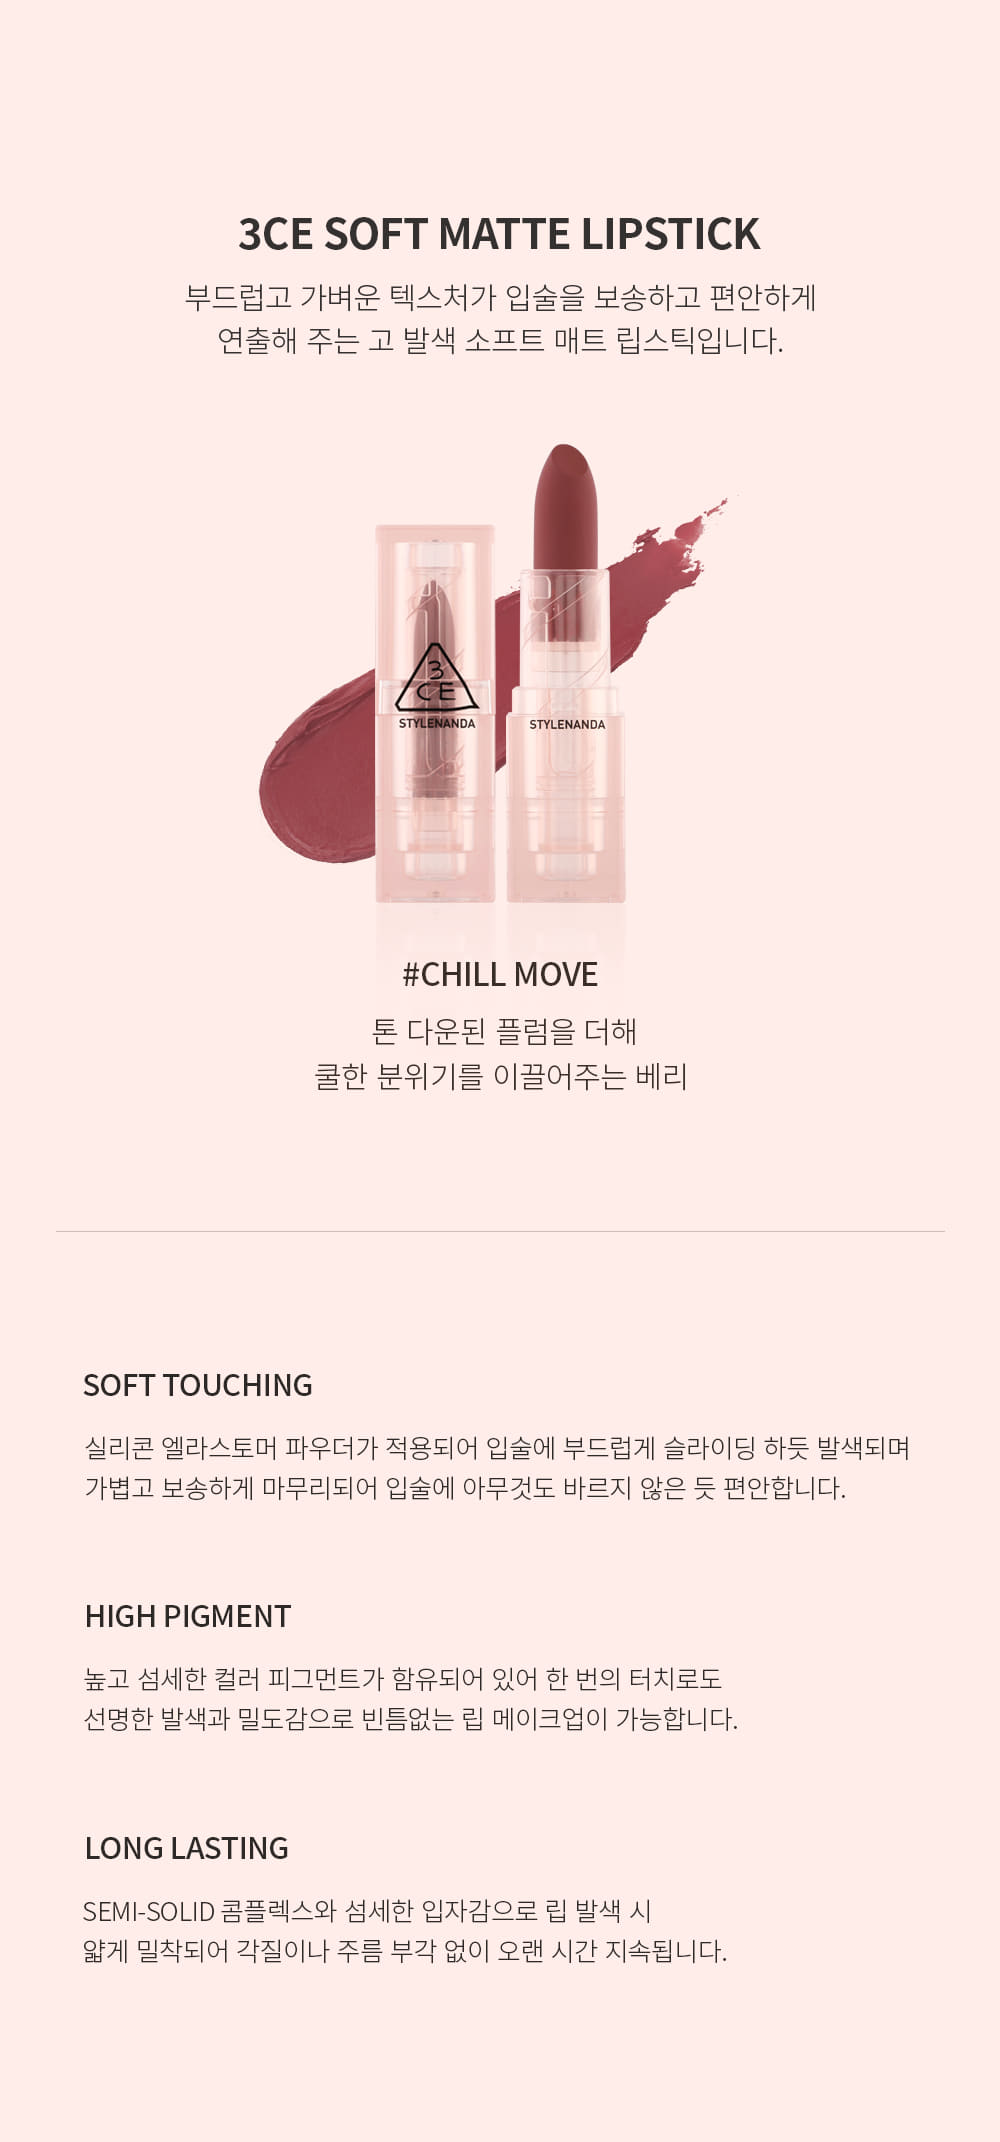 3CE SOFT MATTE LIPSTICK
부드럽고 가벼운 텍스처가 입술을 보송하고 편안하게
연출해 주는 고 발색 소프트 매트 립스틱입니다.
3
CE
STYLENANDA
STYLENANDA
#CHILL MOVE
톤 다운된 플럼을 더해
쿨한 분위기를 이끌어주는 베리
SOFT TOUCHING
실리콘 엘라스토머 파우더가 적용되어 입술에 부드럽게 슬라이딩 하듯 발색되며
가볍고 보송하게 마무리되어 입술에 아무것도 바르지 않은 듯 편안합니다.
HIGH PIGMENT
높고 섬세한 컬러 피그먼트가 함유되어 있어 한 번의 터치로도
선명한 발색과 밀도감으로 빈틈없는 립 메이크업이 가능합니다.
LONG LASTING
SEMI-SOLID 콤플렉스와 섬세한 입자감으로 립 발색 시
얇게 밀착되어 각질이나 주름 부각 없이 오랜 시간 지속됩니다.